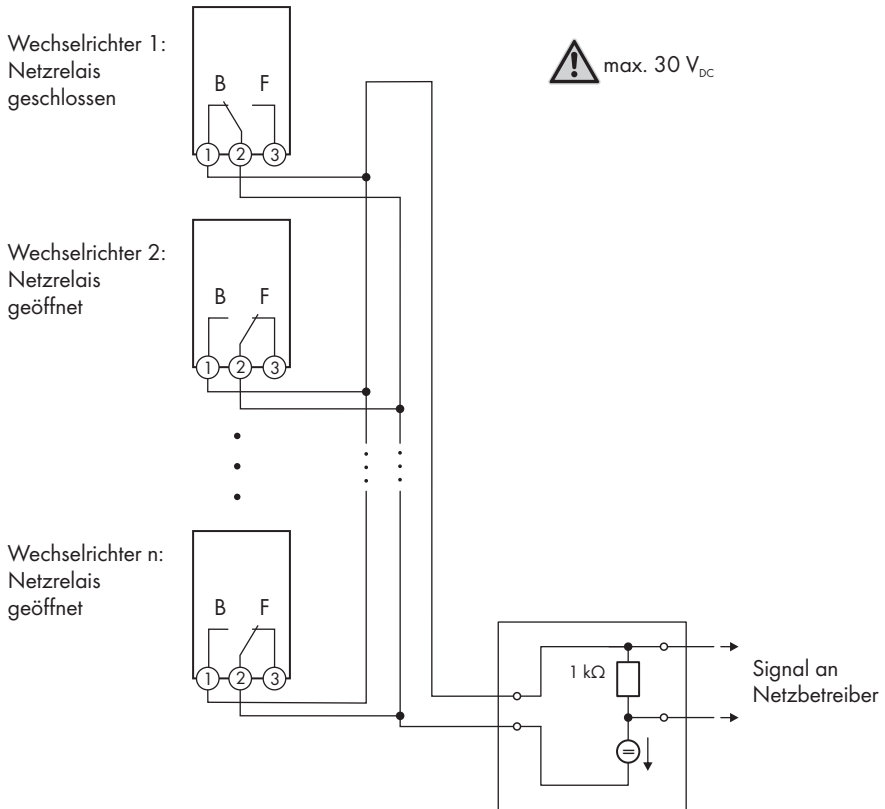 Wechselrichter 1:
Netzrelais
geschlossen
B F
1 2 3
max. 30 VDC
Wechselrichter 2:
Netzrelais
geöffnet
B F
1 2 3
Wechselrichter n:
Netzrelais
geöffnet
B F
1 2 3
1 kΩ
Signal an
Netzbetreiber